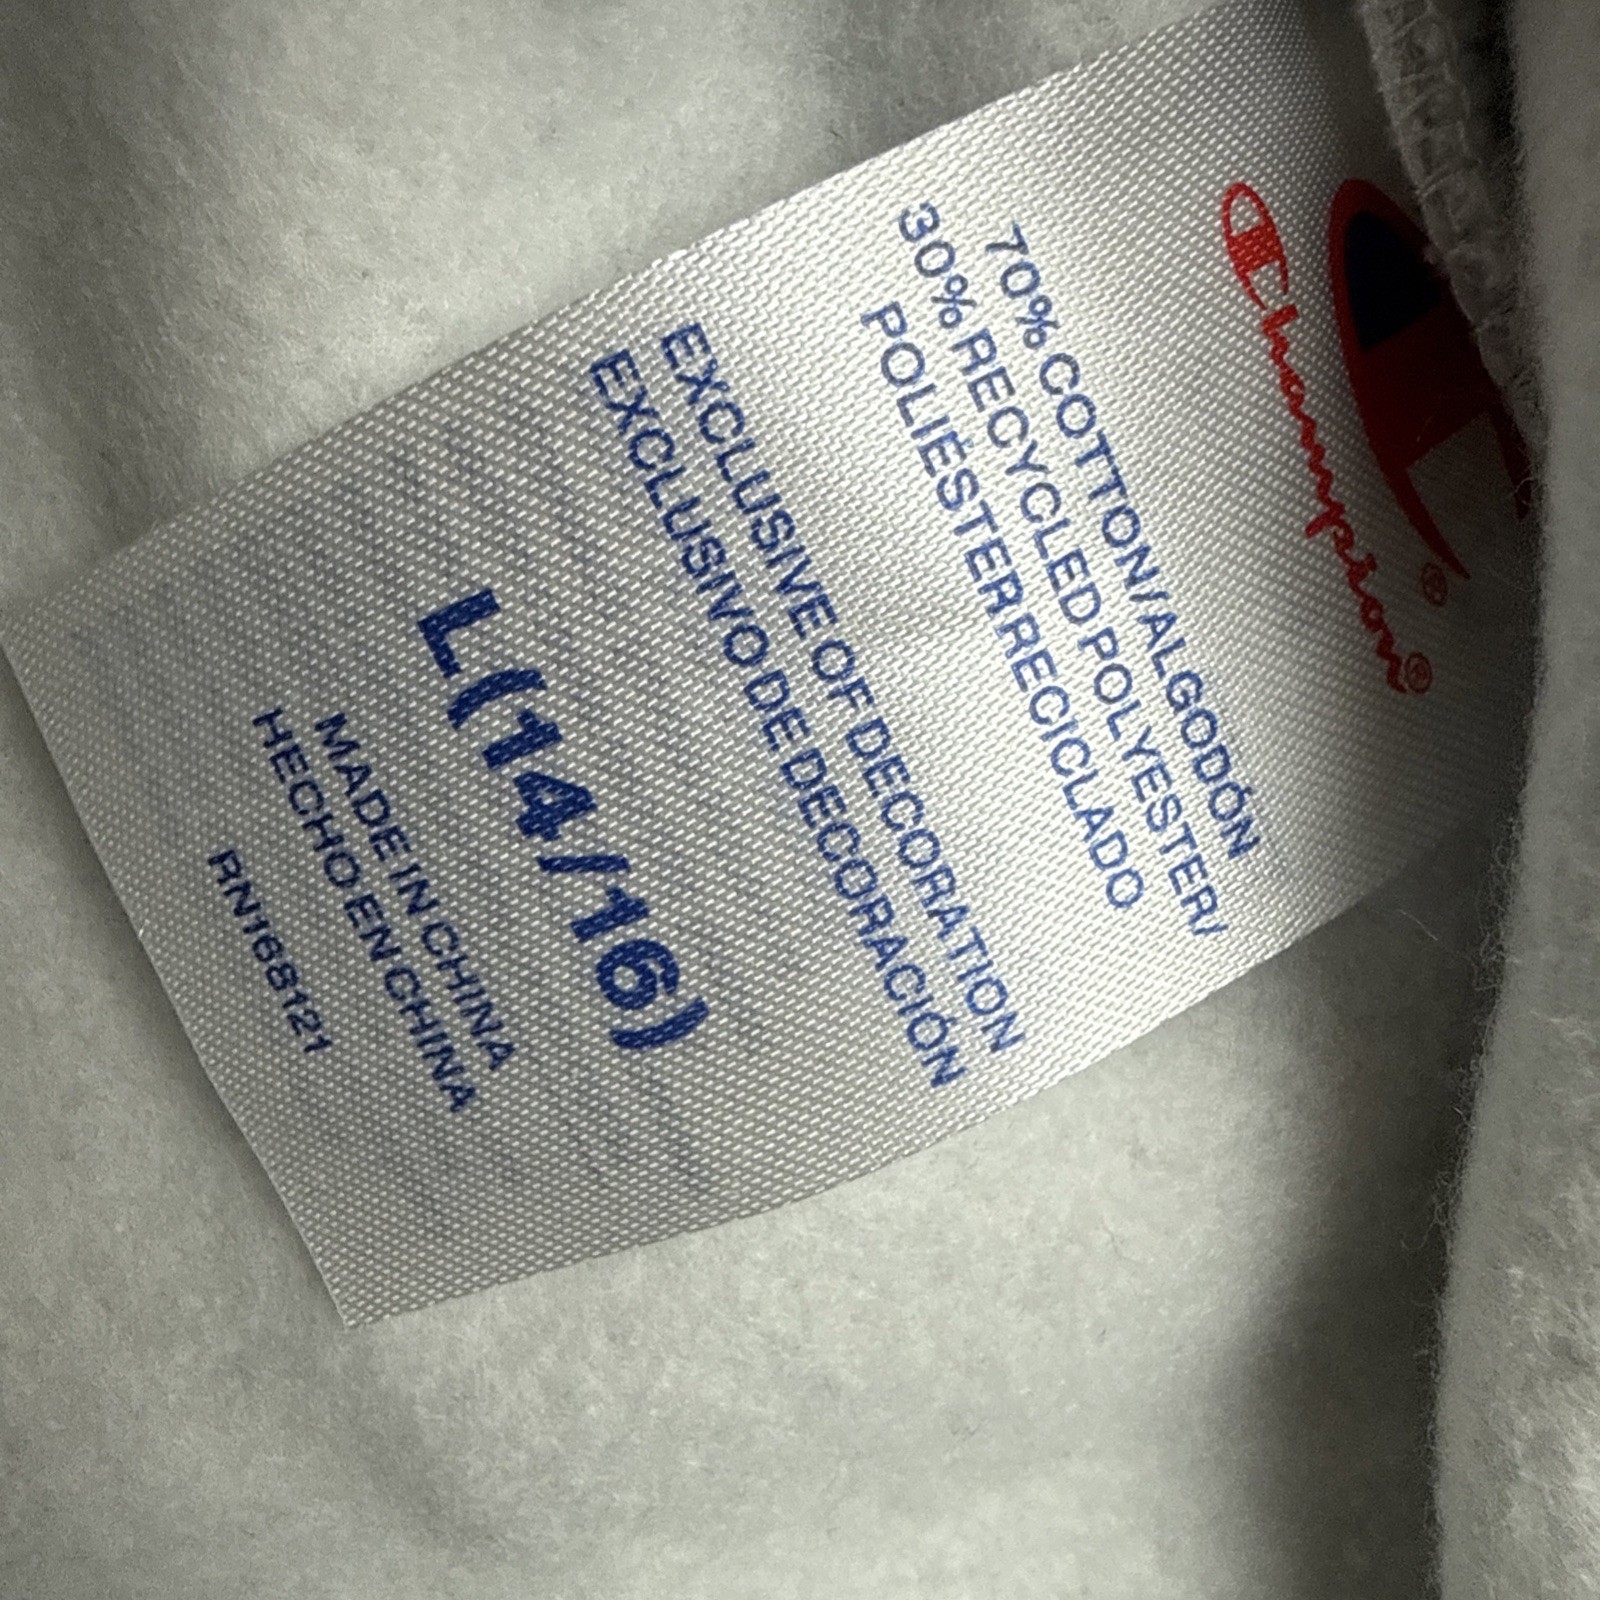 Champion®
70% COTTON/ALGODÓN
30% RECYCLED POLYESTER/
POLIÉSTER RECICLADO
EXCLUSIVE OF DECORATION
EXCLUSIVO DE DECORACIÓN
L(14/16)
MADE IN CHINA
HECHO EN CHINA
RN168121